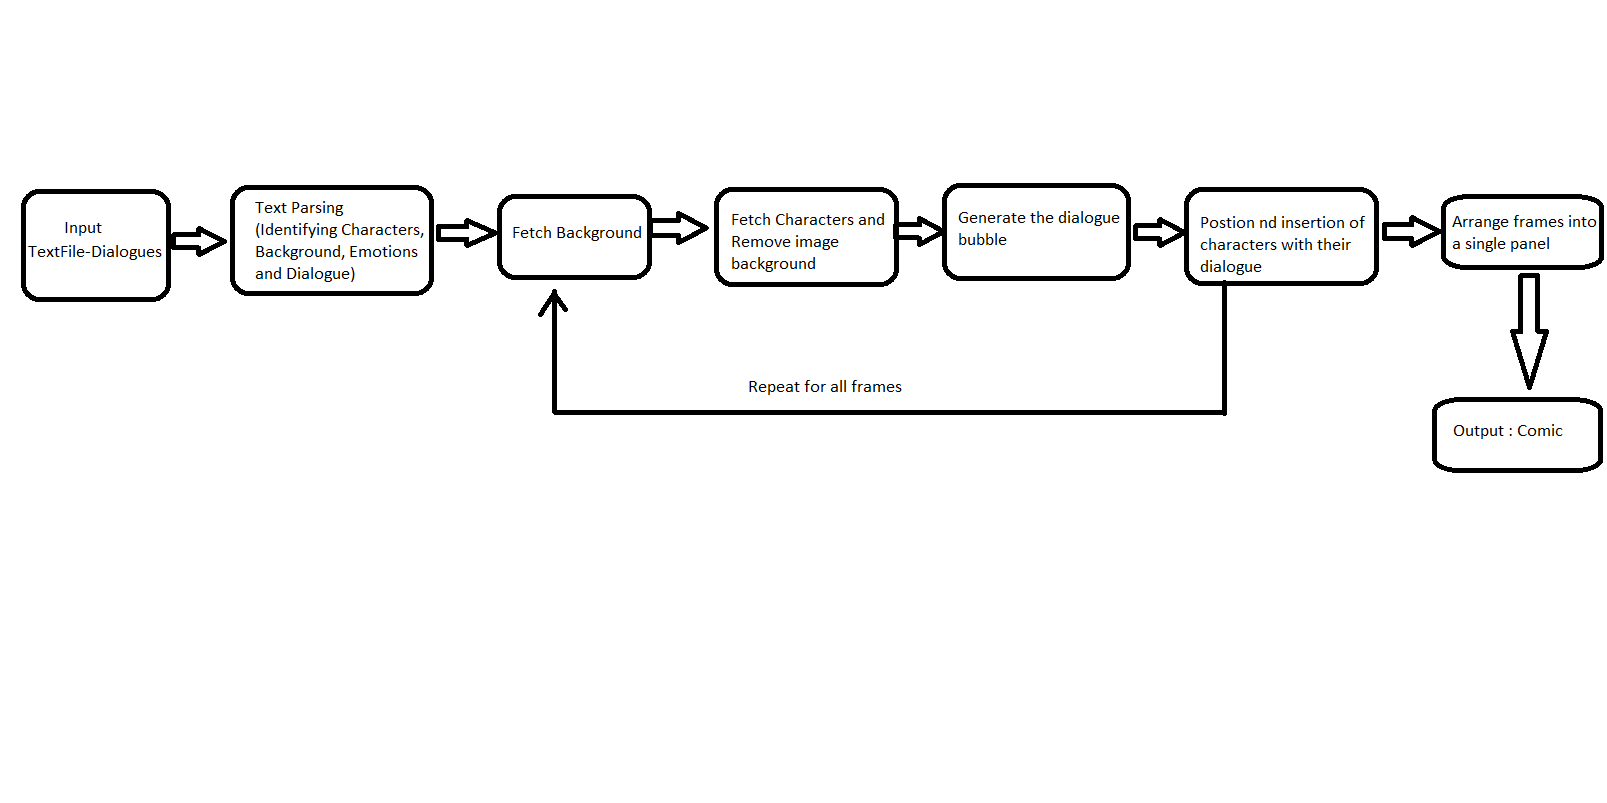 Input
TextFile-Dialogues
Text Parsing
(Identifying Characters,
Background, Emotions
and Dialogue)
Fetch Background
Fetch Characters and
Remove image
background
Generate the dialogue
bubble
Postion nd insertion of
characters with their
dialogue
Arrange frames into
a single panel
Repeat for all frames
Output : Comic